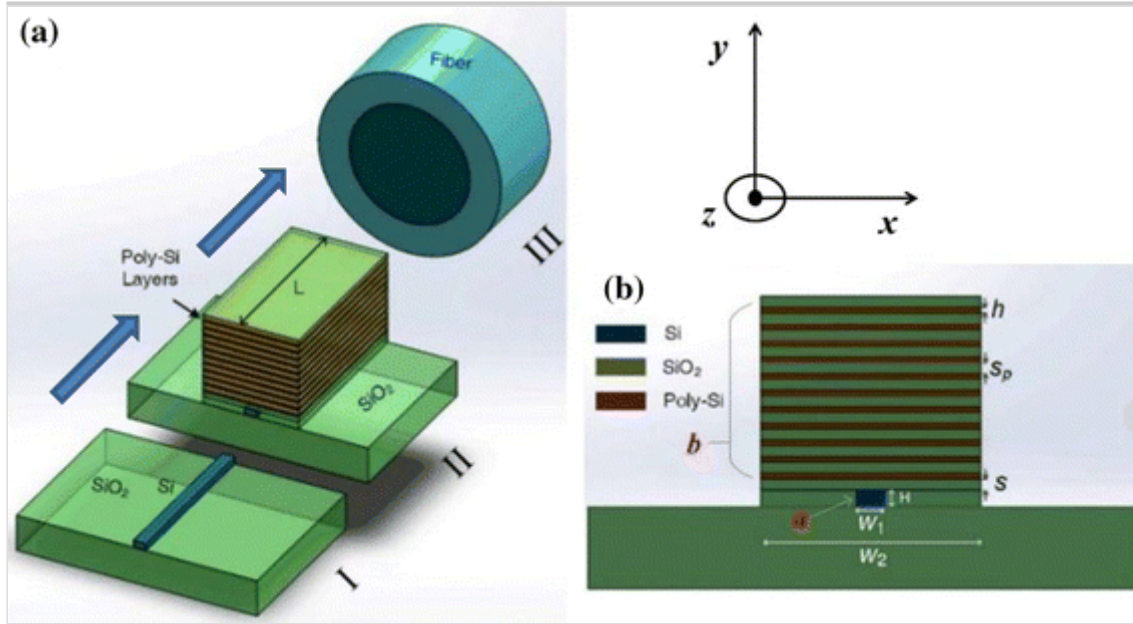 (a)
Fiber
III
Poly-Si
Layers
L
SiO2
II
SiO2
Si
I
y
x
z
(b)
Si
SiO2
Poly-Si
b
h
sp
s
H
a
W1
W2